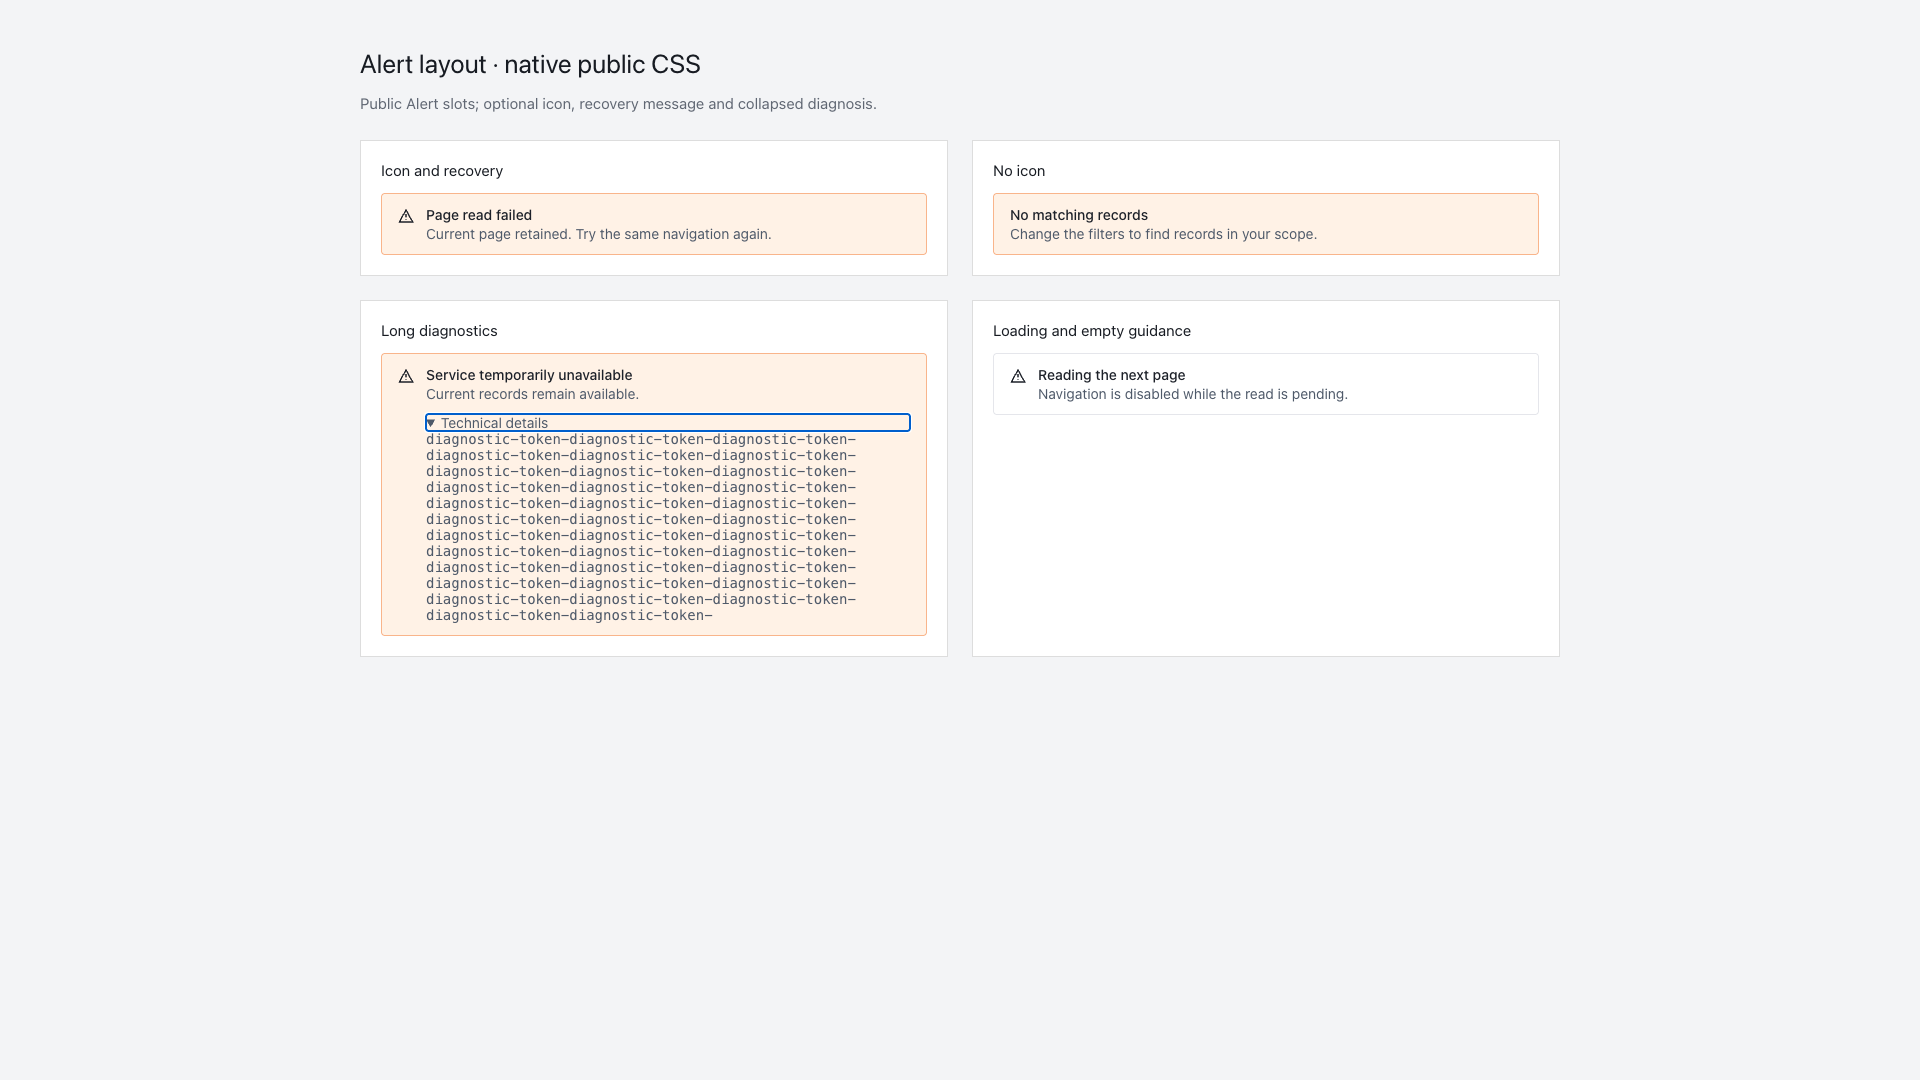 Alert layout · native public CSS
Public Alert slots; optional icon, recovery message and collapsed diagnosis.
Icon and recovery
Page read failed
Current page retained. Try the same navigation again.
No icon
No matching records
Change the filters to find records in your scope.
Long diagnostics
Service temporarily unavailable
Current records remain available.
Technical details
diagnostic-token-diagnostic-token-diagnostic-token-
diagnostic-token-diagnostic-token-diagnostic-token-
diagnostic-token-diagnostic-token-diagnostic-token-
diagnostic-token-diagnostic-token-diagnostic-token-
diagnostic-token-diagnostic-token-diagnostic-token-
diagnostic-token-diagnostic-token-diagnostic-token-
diagnostic-token-diagnostic-token-diagnostic-token-
diagnostic-token-diagnostic-token-diagnostic-token-
diagnostic-token-diagnostic-token-diagnostic-token-
diagnostic-token-diagnostic-token-diagnostic-token-
diagnostic-token-diagnostic-token-diagnostic-token-
diagnostic-token-diagnostic-token-
Loading and empty guidance
Reading the next page
Navigation is disabled while the read is pending.